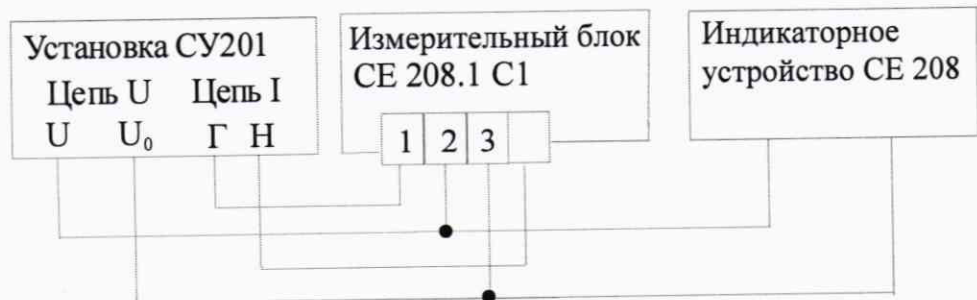 Установка СУ201
Цепь U Цепь I
U U₀ Г Н
Измерительный блок
СЕ 208.1 С1
1 2 3
Индикаторное
устройство СЕ 208